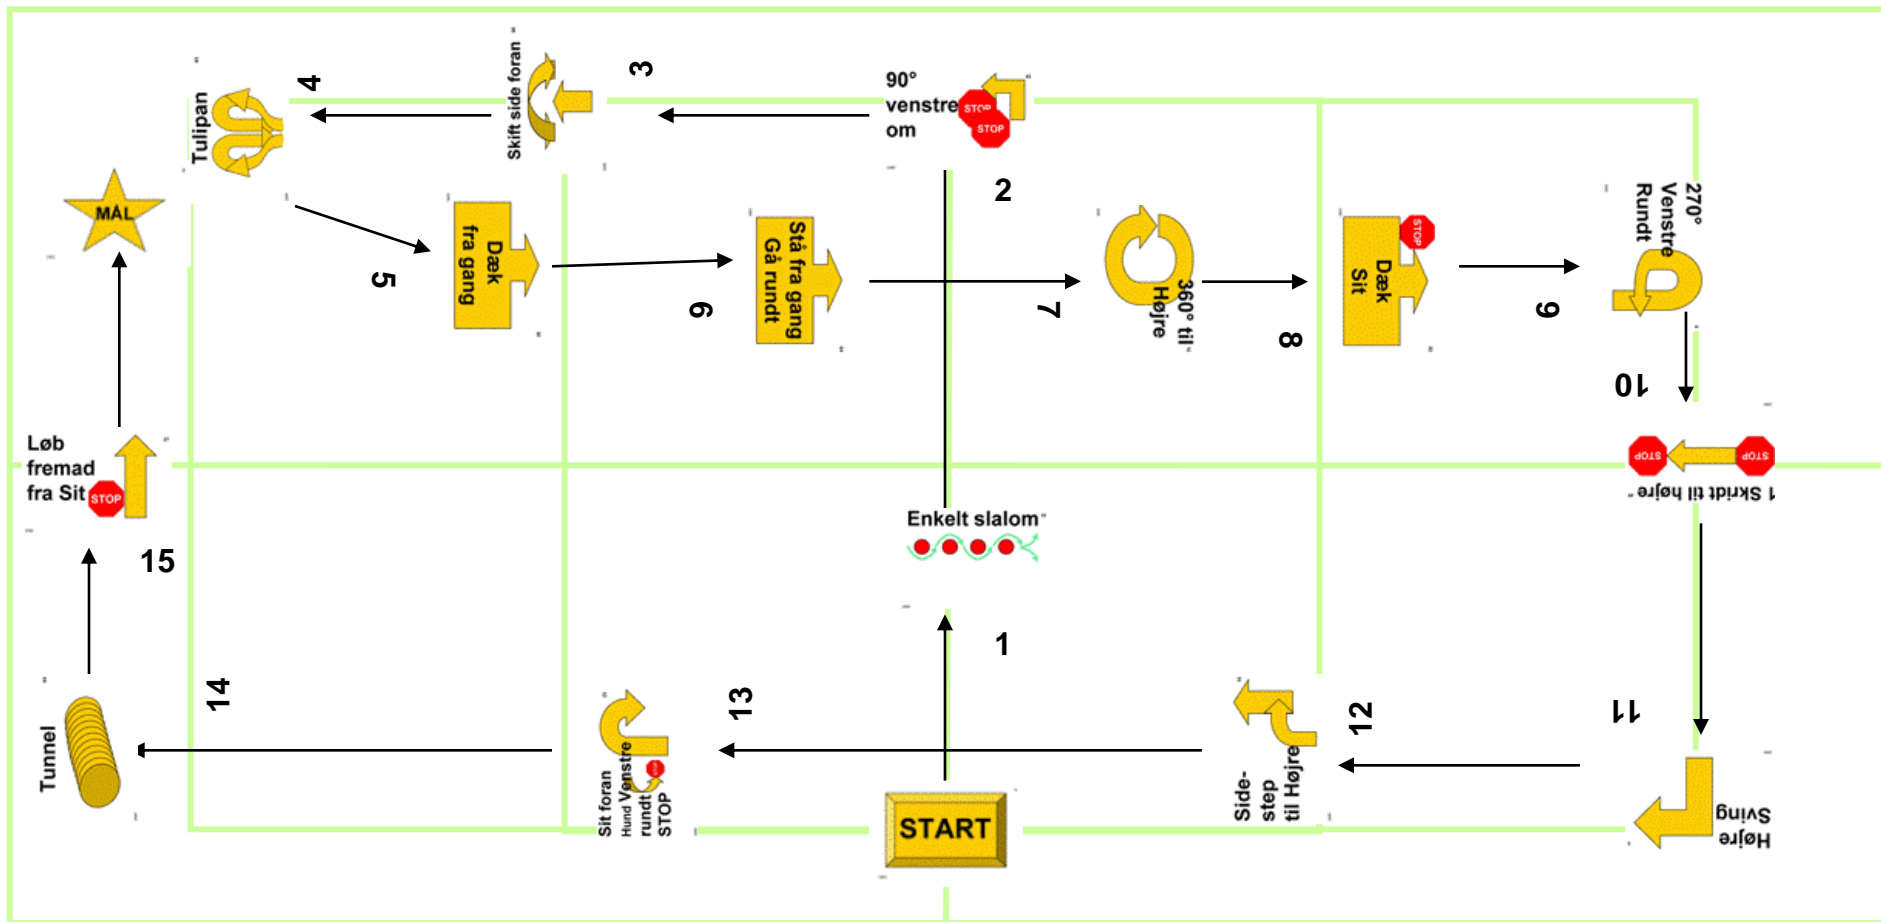 START
1
Enkelt slalom
2
90°
venstre
om
STOP
STOP
3
Skift side foran
4
Tulipan
5
Dæk
fra gang
6
Stå fra gang
Gå rundt
7
360° til
Højre
8
Dæk
Sit
STOP
9
270°
Venstre
Rundt
10
STOP
STOP
1 Skridt til højre
11
Højre
Sving
12
Side-
step
til Højre
13
Sit foran
Hund Venstre
rundt
STOP
STOP
14
Tunnel
15
Løb
fremad
fra Sit
STOP
MÅL